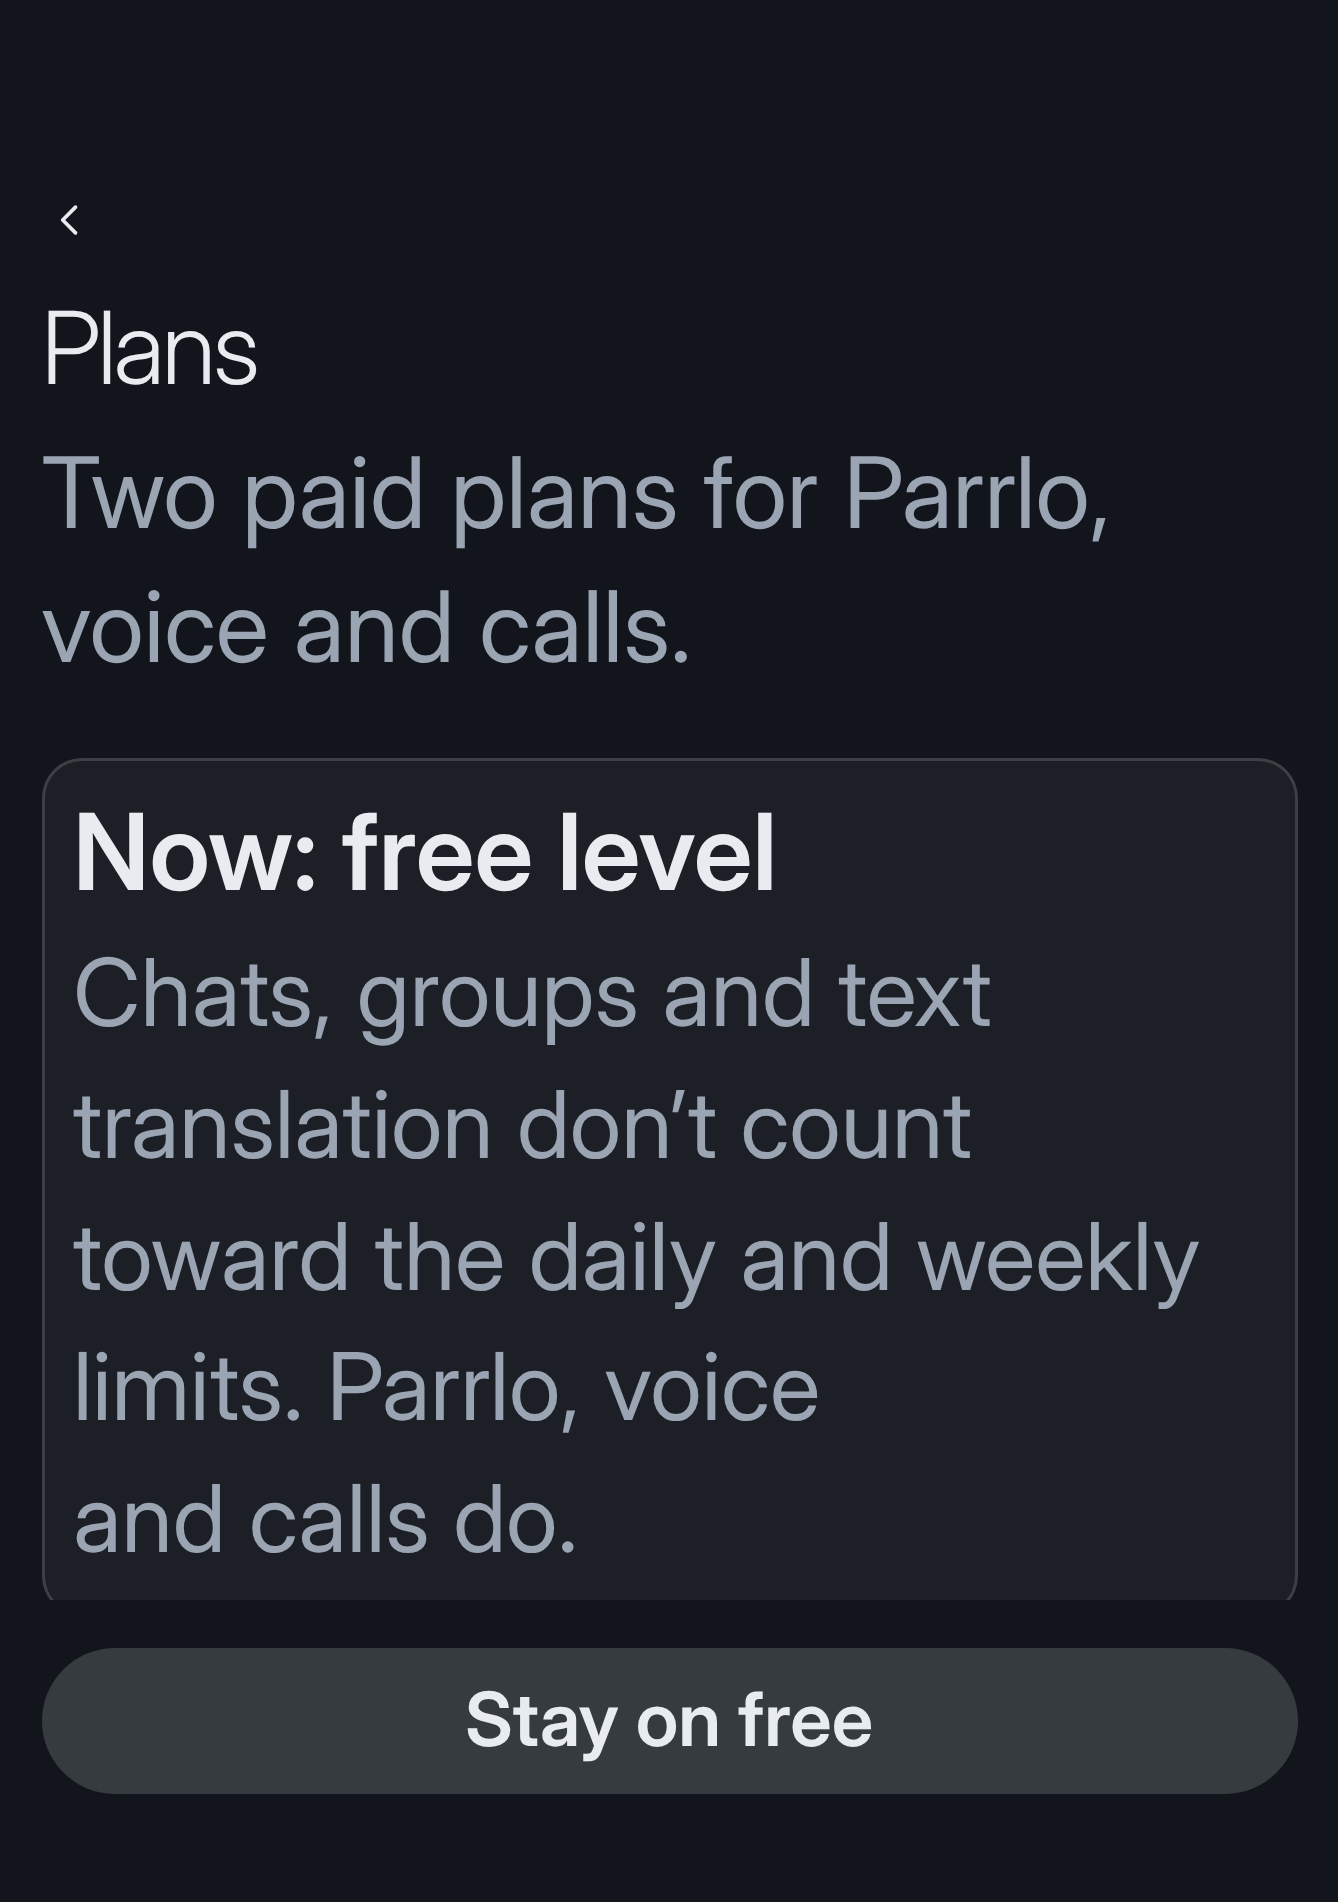 Plans
Two paid plans for Parrlo,
voice and calls.
Now: free level
Chats, groups and text
translation don’t count
toward the daily and weekly
limits. Parrlo, voice
and calls do.
Stay on free